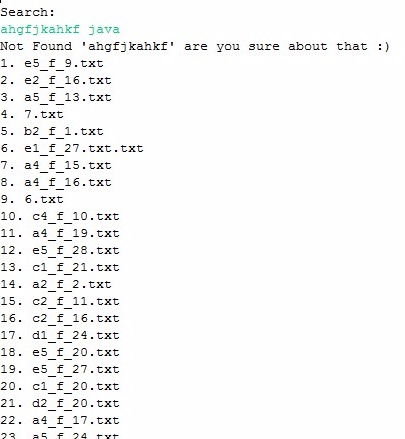 Search:
ahgfjkahkf java
Not Found 'ahgfjkahkf' are you sure about that :)
1. e5_f_9.txt
2. e2_f_16.txt
3. a5_f_13.txt
4. 7.txt
5. b2_f_1.txt
6. e1_f_27.txt.txt
7. a4_f_15.txt
8. a4_f_16.txt
9. 6.txt
10. c4_f_10.txt
11. a4_f_19.txt
12. e5_f_28.txt
13. c1_f_21.txt
14. a2_f_2.txt
15. c2_f_11.txt
16. c2_f_16.txt
17. d1_f_24.txt
18. e5_f_20.txt
19. e5_f_27.txt
20. c1_f_20.txt
21. d2_f_20.txt
22. a4_f_17.txt
23. a5_f_24.txt